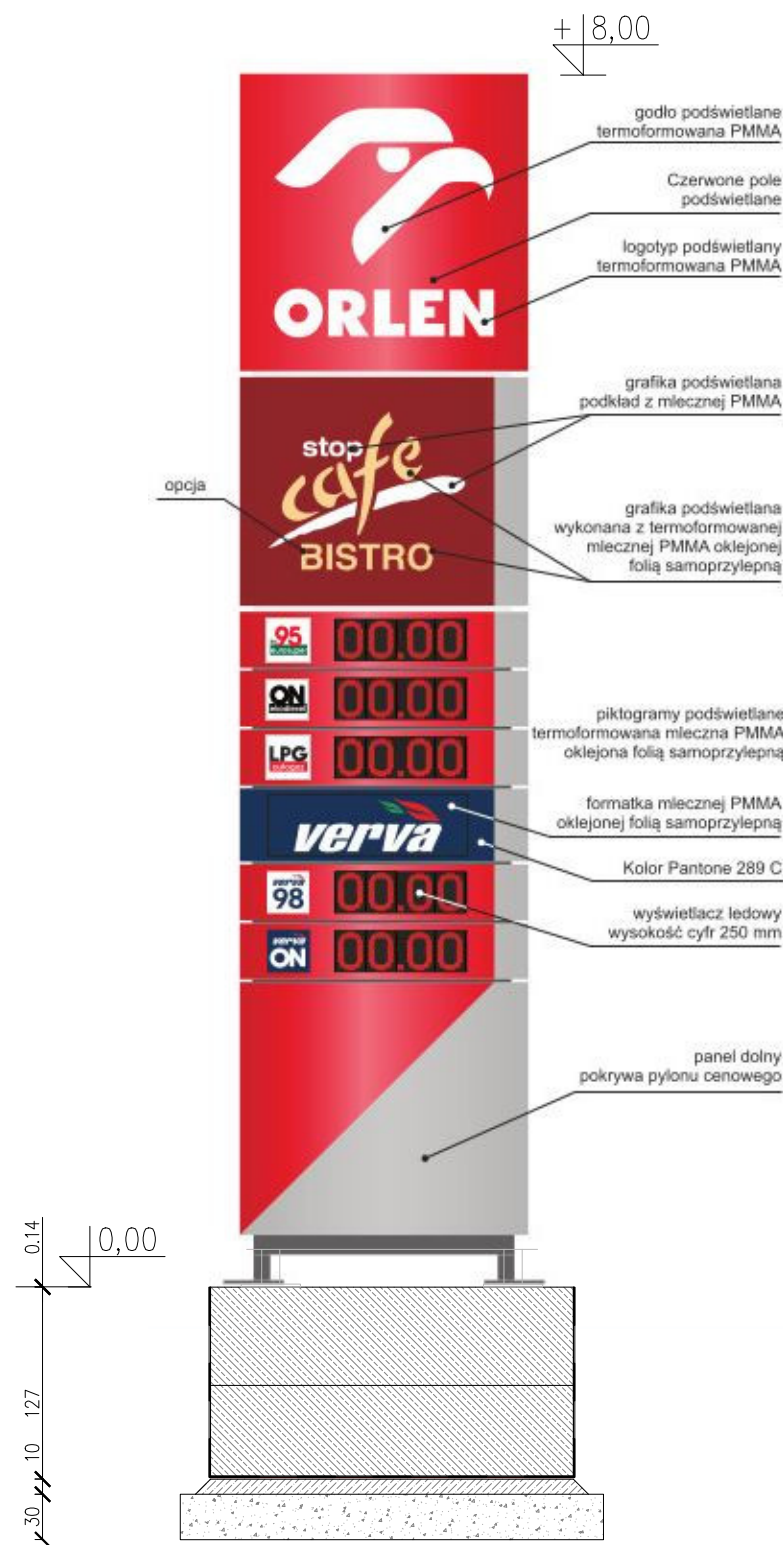 + 8,00
godło podświetlane
termoformowana PMMA
Czerwone pole
podświetlane
logotyp podświetlany
termoformowana PMMA
ORLEN
grafika podświetlana
podkład z mlecznej PMMA
stop
cafe
BISTRO
opcja
grafika podświetlana
wykonana z termoformowanej
mlecznej PMMA oklejonej
folią samoprzylepną
95
00.00
ON
00.00
LPG
00.00
piktogramy podświetlane
termoformowana mleczna PMMA
oklejona folią samoprzylepną
verva
formatka mlecznej PMMA
oklejonej folią samoprzylepną
Kolor Pantone 289 C
verva
98
00.00
wyświetlacz ledowy
wysokość cyfr 250 mm
verva
ON
00.00
panel dolny
pokrywa pylonu cenowego
0.14
0,00
127
10
30